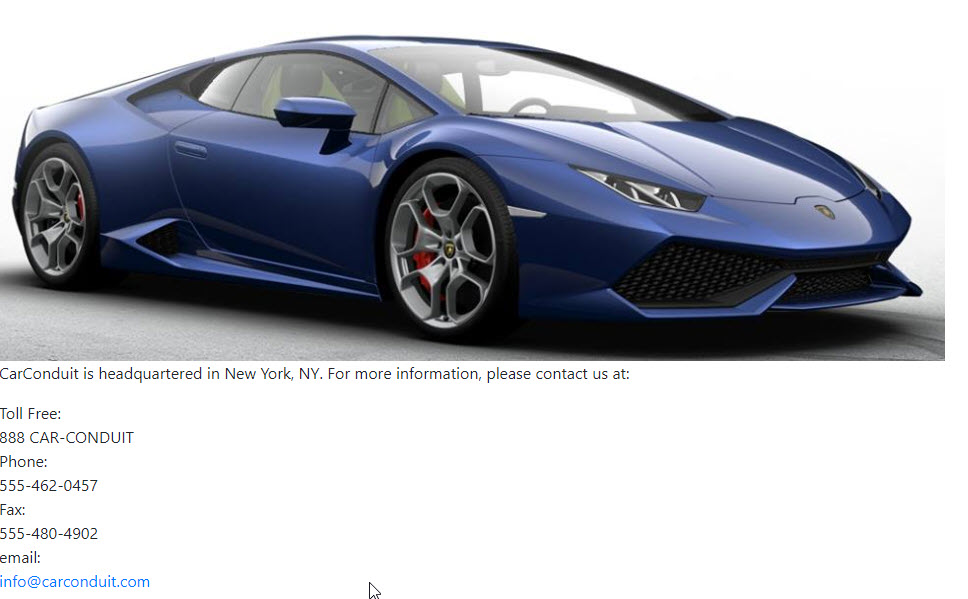 CarConduit is headquartered in New York, NY. For more information, please contact us at:
Toll Free:
888 CAR-CONDUIT
Phone:
555-462-0457
Fax:
555-480-4902
email:
info@carconduit.com